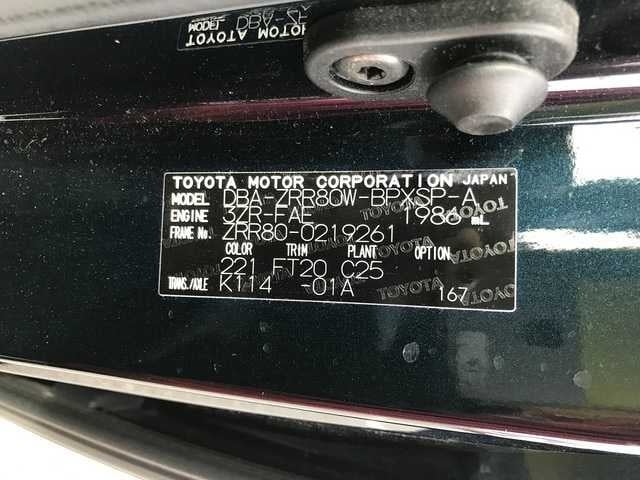 TOYOTA MOTOR CORPORATION JAPAN
MODEL DBA-ZRR80W-BPXSP-A
ENGINE 3ZR-FAE 1986 mL
FRAME No. ZRR80-0219261
COLOR TRIM PLANT OPTION
221 FT20 C25
TRANS./AXLE K114 -01A 167